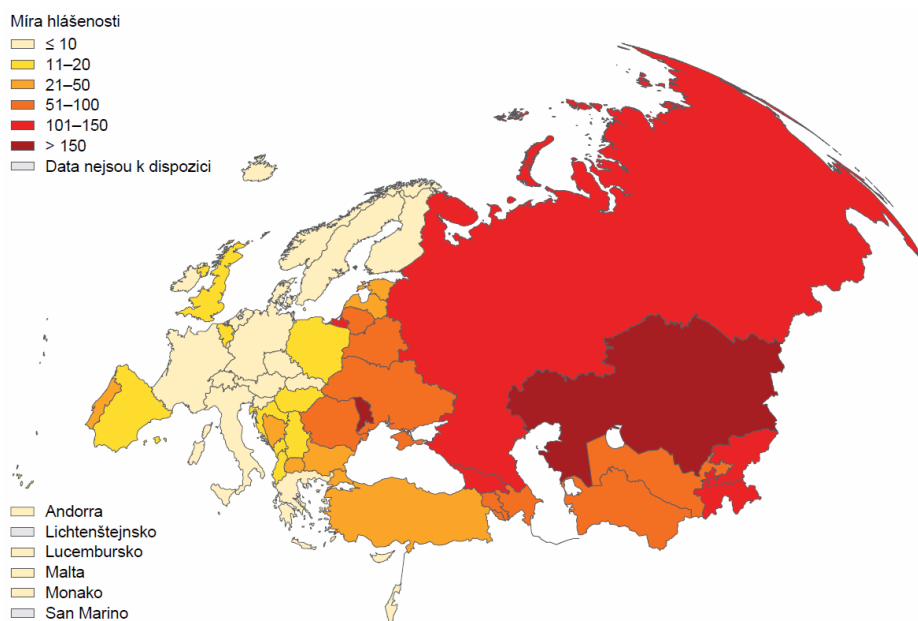 Míra hlášenosti
≤ 10
11–20
21–50
51–100
101–150
> 150
Data nejsou k dispozici
Andorra
Lichtenštejnsko
Lucembursko
Malta
Monako
San Marino